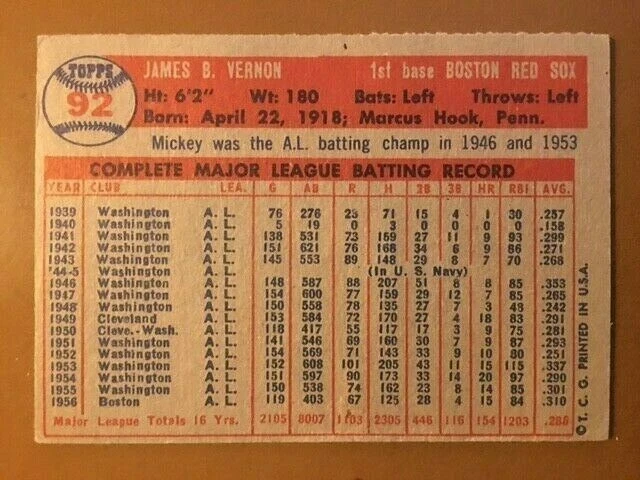 TOPPS
92
JAMES B. VERNON 1st base BOSTON RED SOX
Ht: 6'2" Wt: 180 Bats: Left Throws: Left
Born: April 22, 1918; Marcus Hook, Penn.
Mickey was the A.L. batting champ in 1946 and 1953
COMPLETE MAJOR LEAGUE BATTING RECORD
YEAR CLUB LEA. G AB R H 2B 3B HR RBI AVG.
1939 Washington A. L. 76 276 23 71 15 4 1 30 .257
1940 Washington A. L. 5 19 0 3 0 0 0 0 .158
1941 Washington A. L. 138 531 73 159 27 11 9 93 .299
1942 Washington A. L. 151 621 76 168 34 6 9 86 .271
1943 Washington A. L. 145 553 89 148 29 8 7 70 .268
'44-5 Washington A. L. (In U. S. Navy)
1946 Washington A. L. 148 587 88 207 51 8 8 85 .353
1947 Washington A. L. 154 600 77 159 29 12 7 85 .265
1948 Washington A. L. 150 558 78 135 27 7 3 48 .242
1949 Cleveland A. L. 153 584 72 170 27 4 18 83 .291
1950 Cleve.-Wash. A. L. 118 417 55 117 17 3 9 75 .281
1951 Washington A. L. 141 546 69 160 30 7 9 87 .293
1952 Washington A. L. 154 569 71 143 33 9 10 80 .251
1953 Washington A. L. 152 608 101 205 43 11 15 115 .337
1954 Washington A. L. 151 597 90 173 33 14 20 97 .290
1955 Washington A. L. 150 538 74 162 23 8 14 85 .301
1956 Boston A. L. 119 403 67 125 28 4 15 84 .310
Major League Totals 16 Yrs. 2105 8007 1103 2305 446 116 154 1203 .288
© T. C. G. PRINTED IN U.S.A.